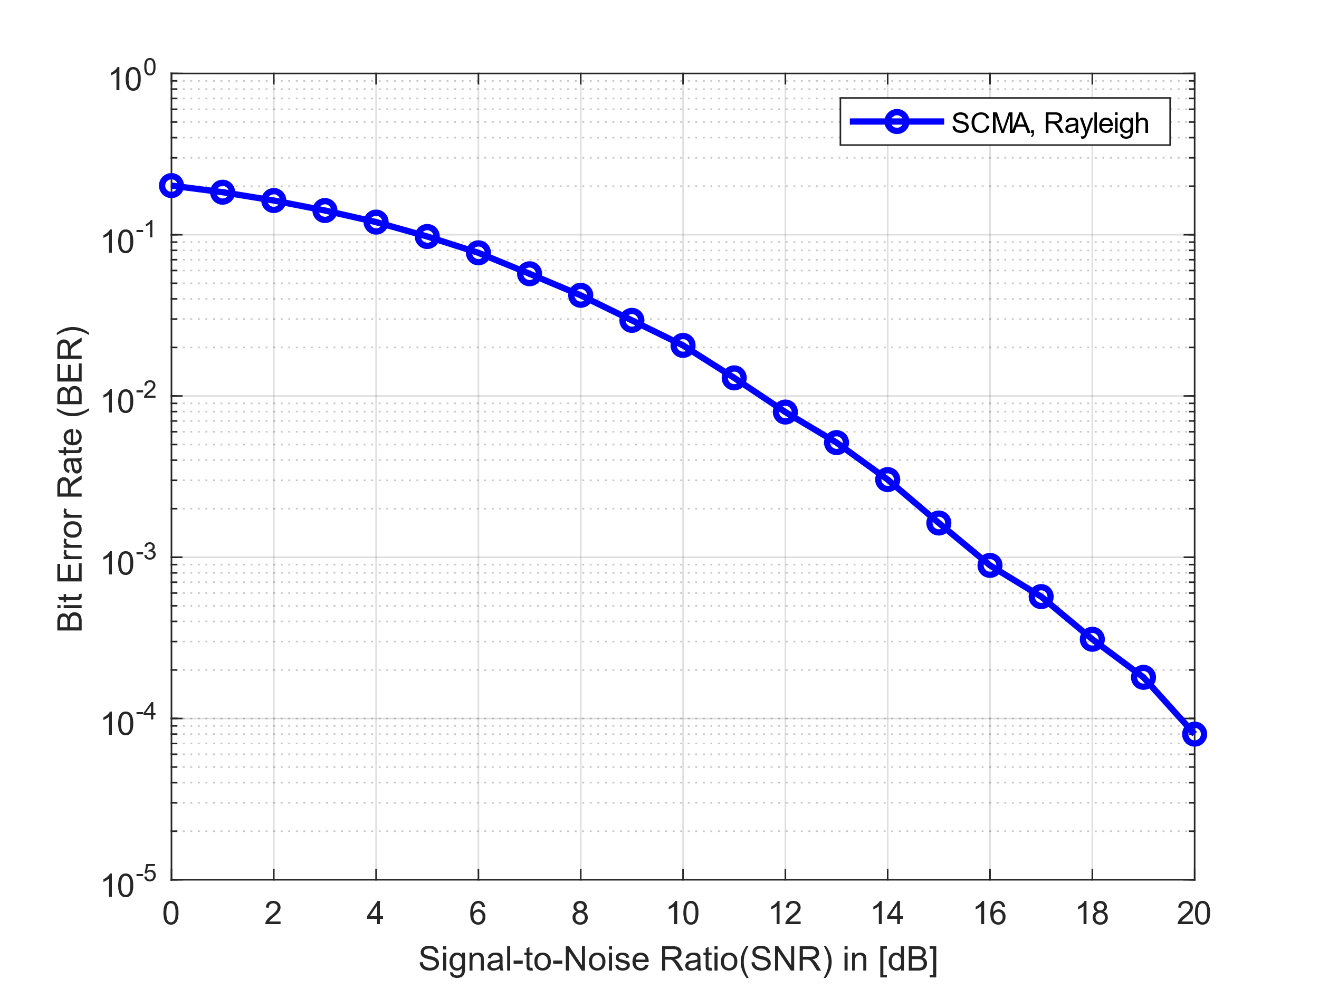 SCMA, Rayleigh
10^0
10^-1
10^-2
10^-3
10^-4
10^-5
Bit Error Rate (BER)
0 2 4 6 8 10 12 14 16 18 20
Signal-to-Noise Ratio(SNR) in [dB]